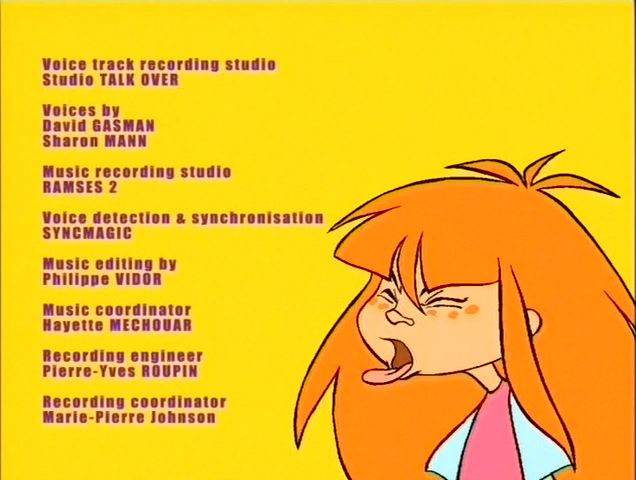 Voice track recording studio
Studio TALK OVER
Voices by
David GASMAN
Sharon MANN
Music recording studio
RAMSES 2
Voice detection & synchronisation
SYNCMAGIC
Music editing by
Philippe VIDOR
Music coordinator
Hayette MECHOUAR
Recording engineer
Pierre-Yves ROUPIN
Recording coordinator
Marie-Pierre Johnson